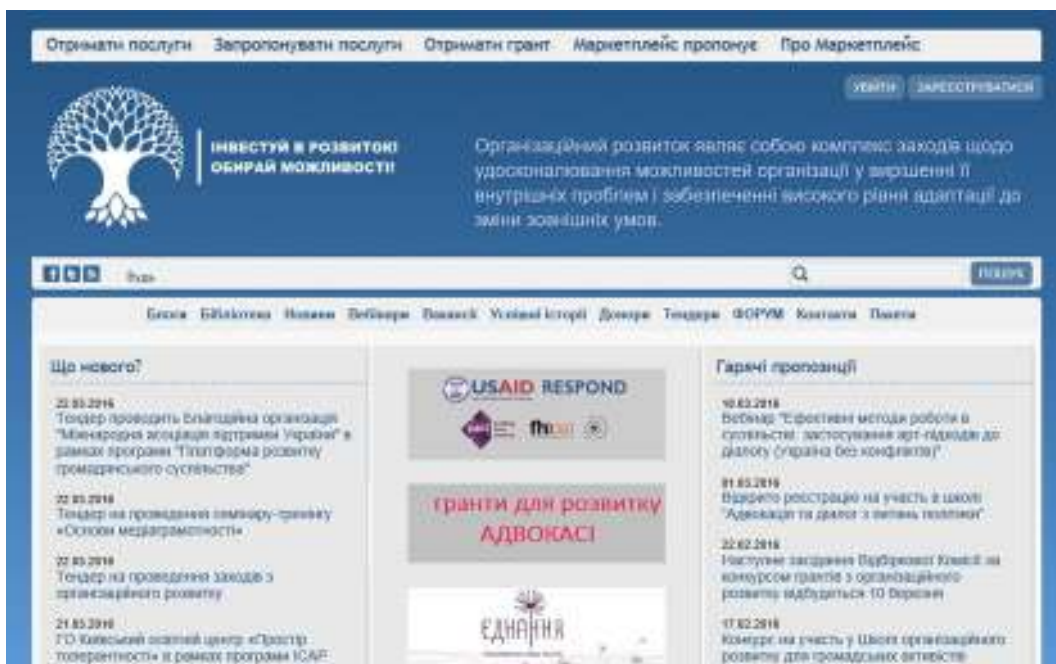 Отримати послуги Запропонувати послуги Отримати грант Маркетплейс пропонує Про Маркетплейс
УВІЙТИ ЗАРЕЄСТРУВАТИСЯ
ІНВЕСТУЙ В РОЗВИТОК!
ОБИРАЙ МОЖЛИВОСТІ!
Організаційний розвиток являє собою комплекс заходів щодо
удосконалювання можливостей організації у вирішенні її
внутрішніх проблем і забезпеченні високого рівня адаптації до
зміни зовнішніх умов.
ПОШУК
Блоги Бібліотека Новини Вебінари Вакансії Успішні історії Донори Тендери ФОРУМ Контакти Пакети
Що нового?
22.03.2016
Тендер проводить Благодійна організація
"Міжнародна асоціація підтримки України" в
рамках програми "Платформа розвитку
громадянського суспільства"
22.03.2016
Тендер на проведення семінару-тренінгу
«Основи медіаграмотності»
22.03.2016
Тендер на проведення заходів з
організаційного розвитку
21.03.2016
ГО Київський освітній центр «Простір
толерантності» в рамках програми ІСАР
USAID RESPOND
fhi360
гранти для розвитку
АДВОКАСІ
ЄДНАННЯ
Гарячі пропозиції
10.03.2016
Вебінар "Ефективні методи роботи в
суспільстві: застосування арт-підходів до
діалогу (Україна без конфліктів)"
01.03.2016
Відкрито реєстрацію на участь в школі
"Адвокація та діалог з питань політики"
22.02.2016
Наступне засідання Відбіркової Комісії за
конкурсом грантів з організаційного
розвитку відбудеться 10 березня
17.02.2016
Конкурс на участь у Школі організаційного
розвитку для громадських активістів